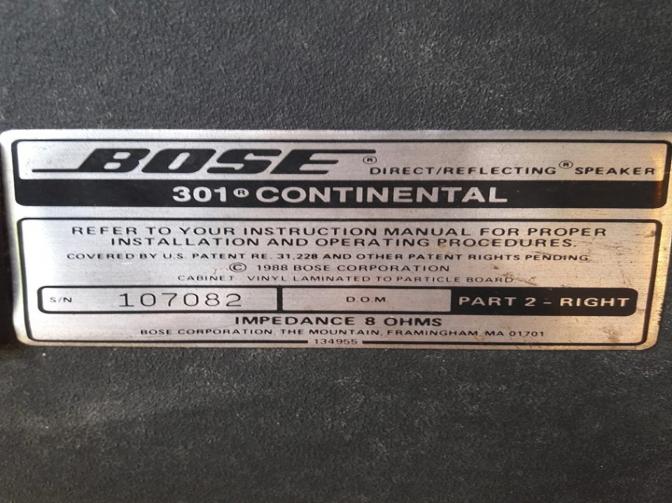 BOSE® DIRECT/REFLECTING® SPEAKER
301® CONTINENTAL
REFER TO YOUR INSTRUCTION MANUAL FOR PROPER
INSTALLATION AND OPERATING PROCEDURES.
COVERED BY U.S. PATENT RE. 31,228 AND OTHER PATENT RIGHTS PENDING.
© 1988 BOSE CORPORATION
CABINET VINYL LAMINATED TO PARTICLE BOARD
S/N 107082 D.O.M. PART 2 - RIGHT
IMPEDANCE 8 OHMS
BOSE CORPORATION, THE MOUNTAIN, FRAMINGHAM, MA 01701
134955